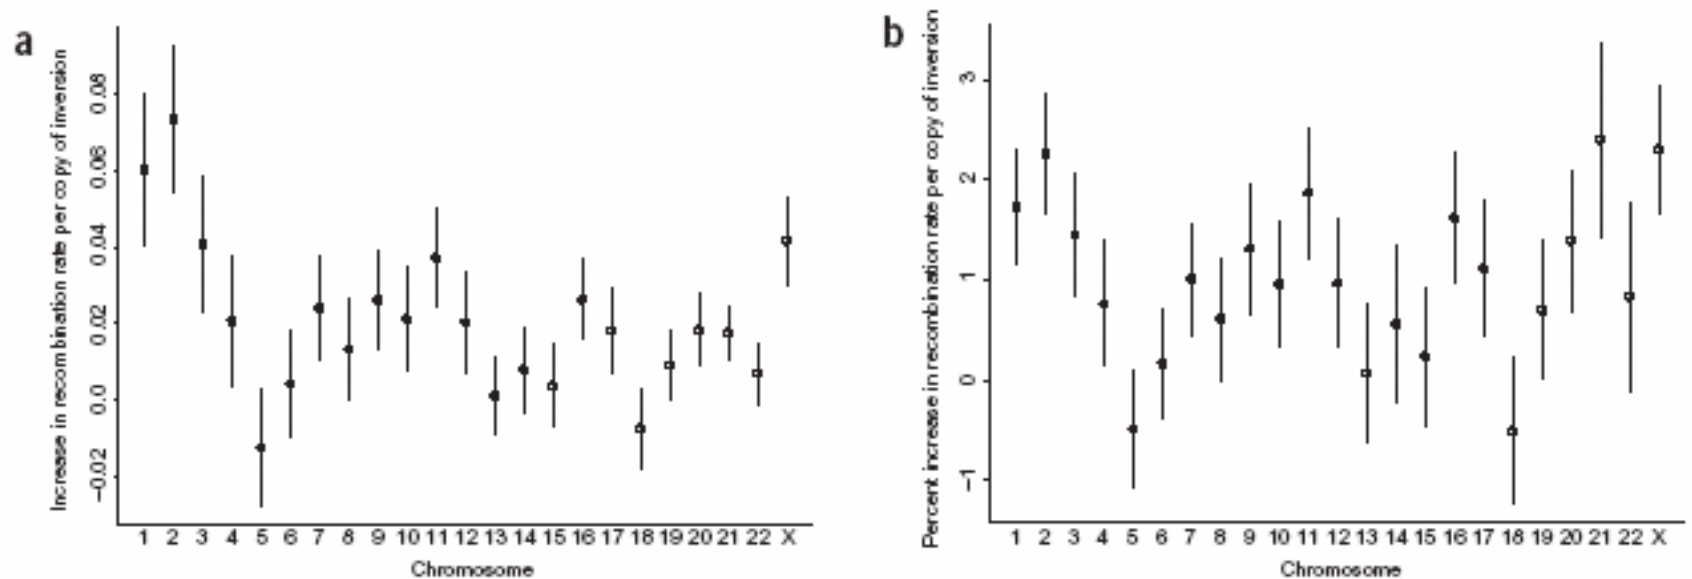 a
Increase in recombination rate per copy of inversion
0.08
0.06
0.04
0.02
0.0
−0.02
1 2 3 4 5 6 7 8 9 10 11 12 13 14 15 16 17 18 19 20 21 22 X
Chromosome
b
Percent increase in recombination rate per copy of inversion
3
2
1
0
−1
1 2 3 4 5 6 7 8 9 10 11 12 13 14 15 16 17 18 19 20 21 22 X
Chromosome